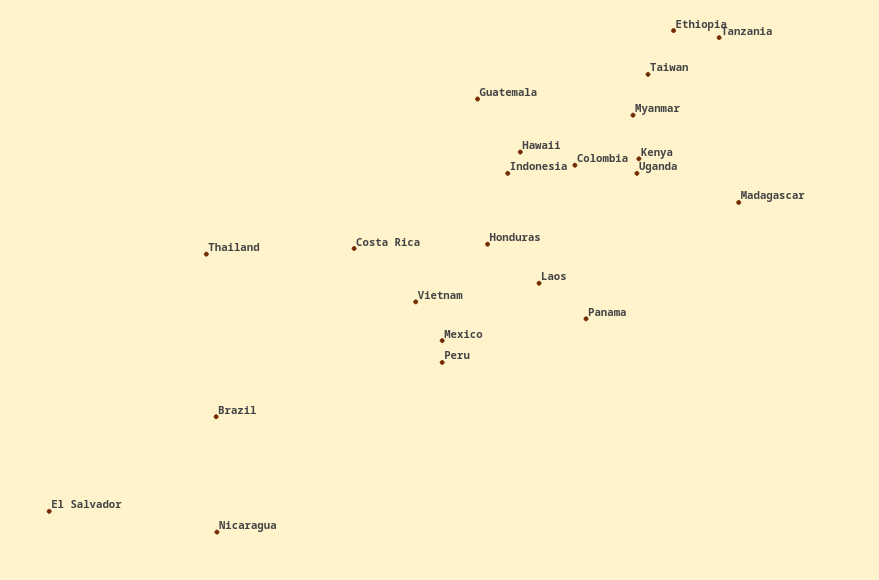 Ethiopia
Tanzania
Taiwan
Guatemala
Myanmar
Hawaii
Kenya
Colombia
Indonesia
Uganda
Madagascar
Honduras
Costa Rica
Thailand
Laos
Vietnam
Panama
Mexico
Peru
Brazil
El Salvador
Nicaragua